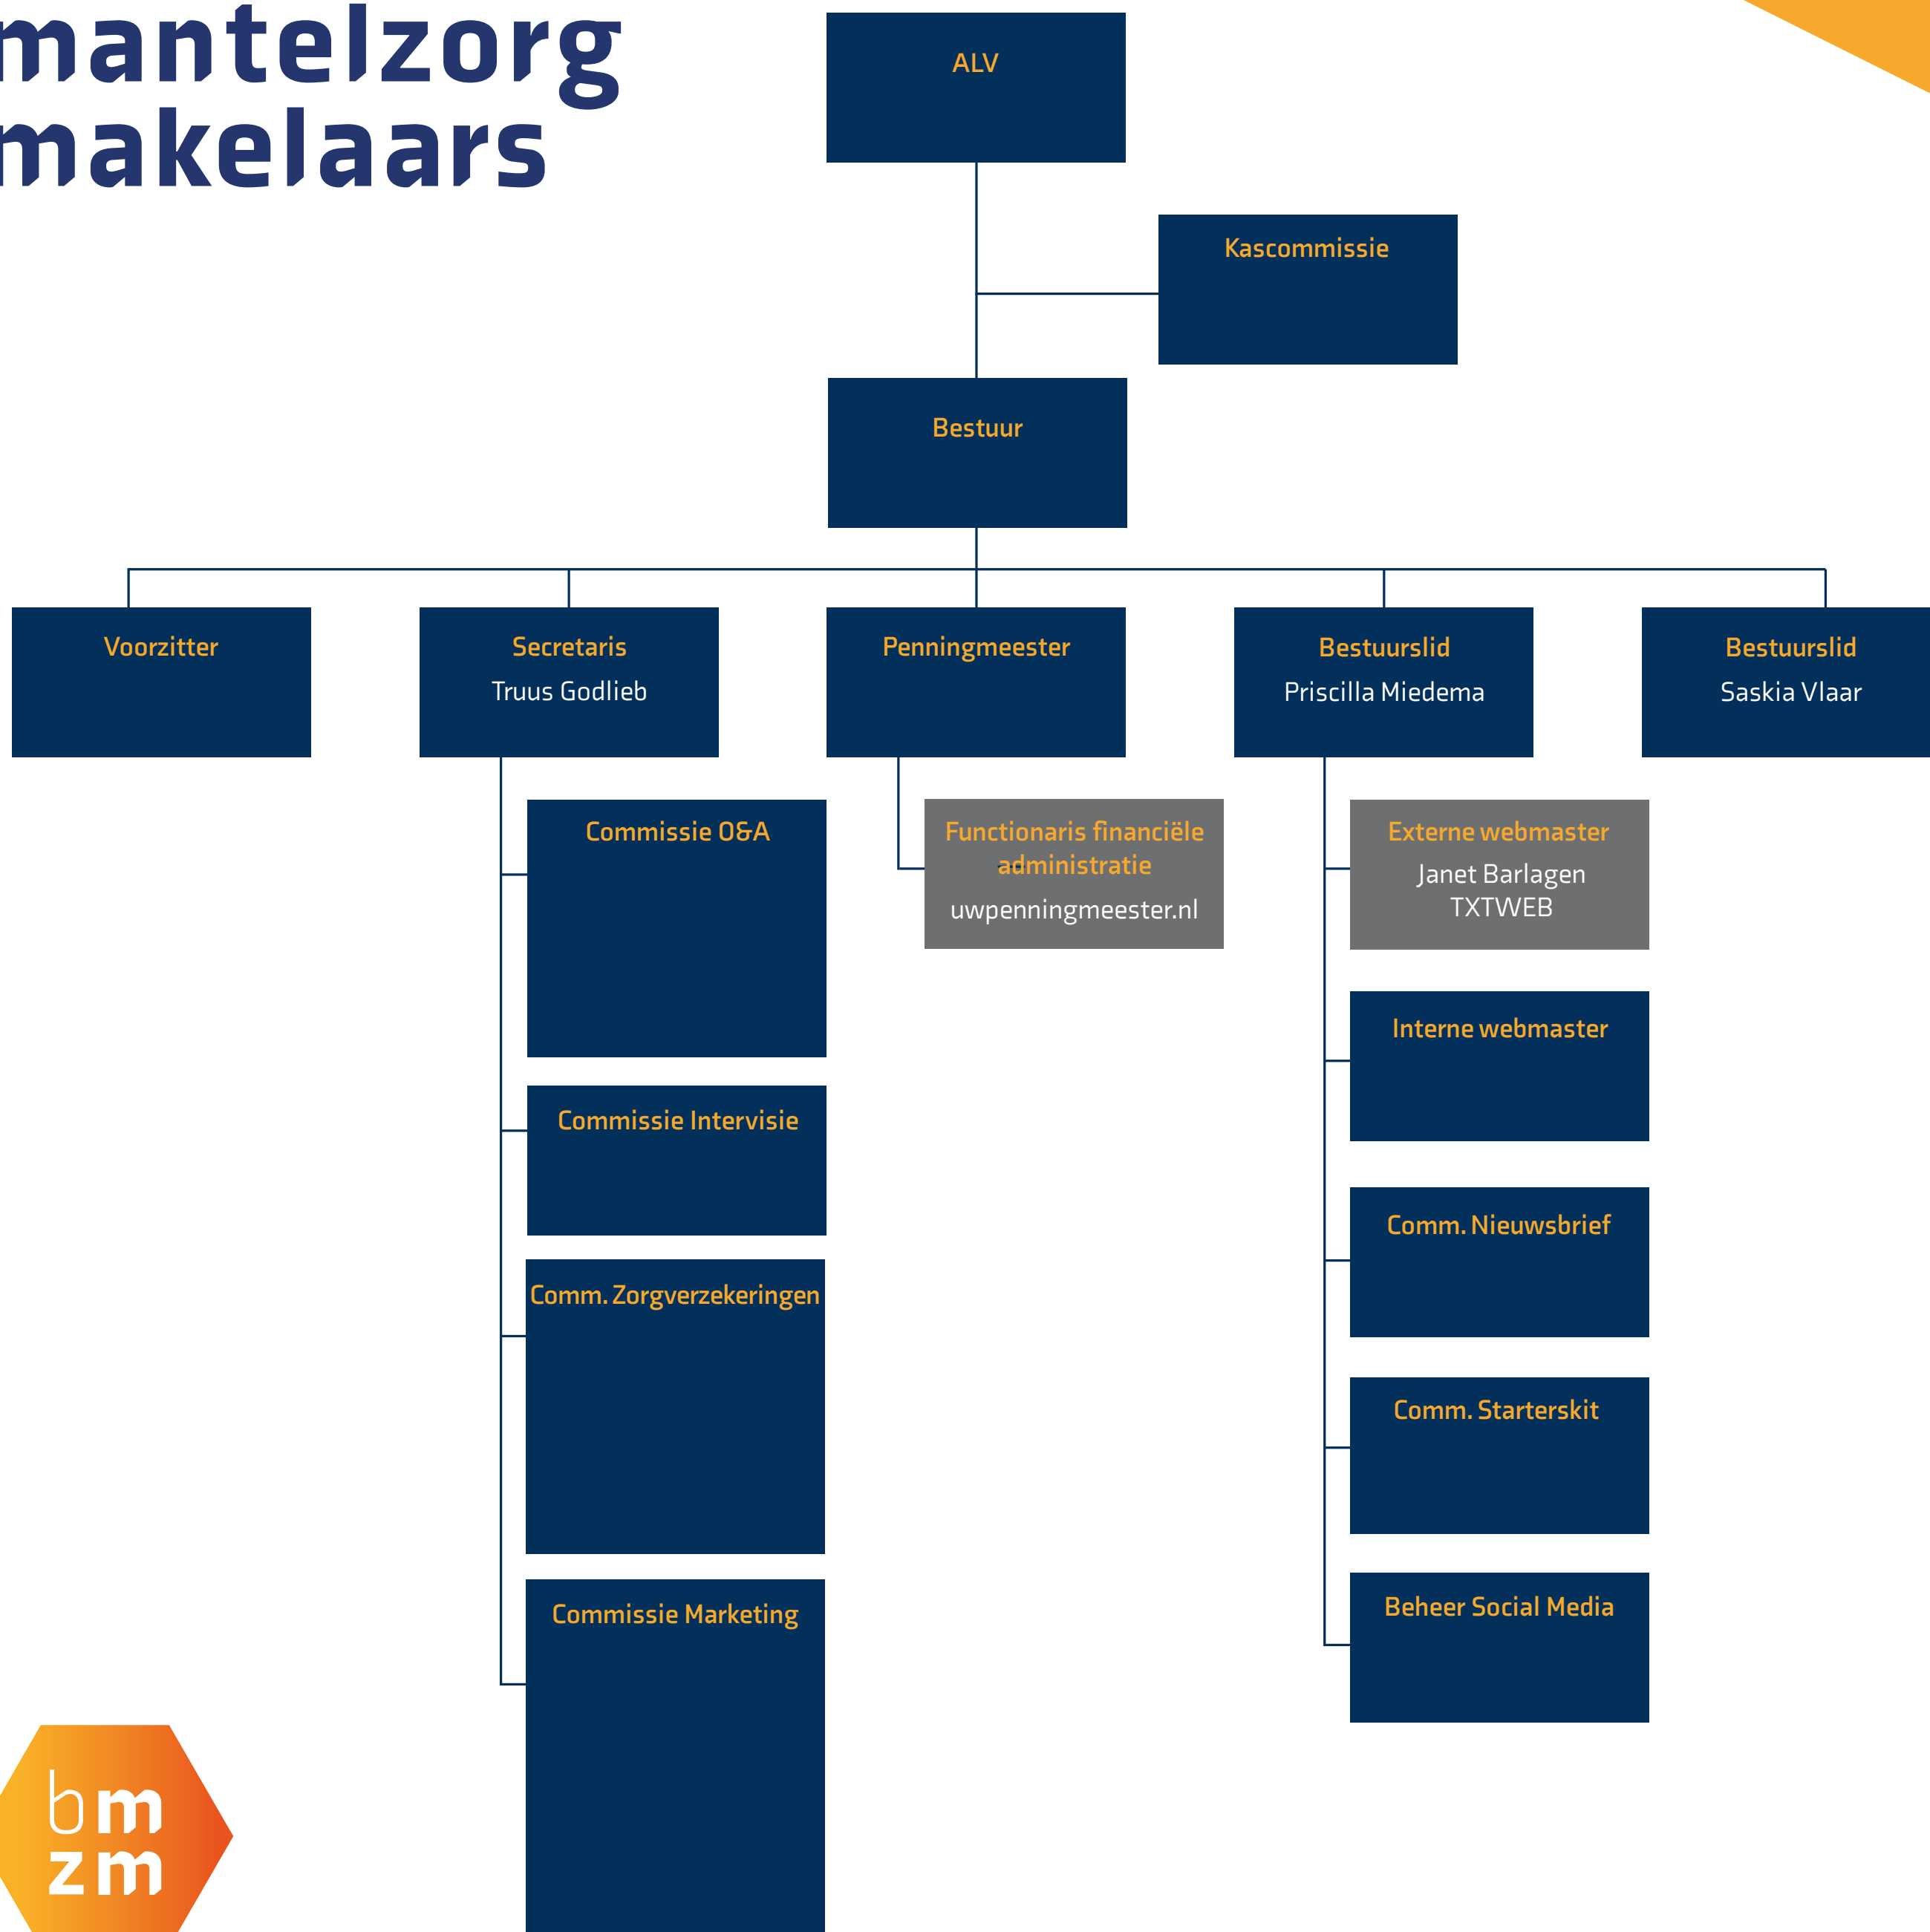 mantelzorg
makelaars
ALV
Kascommissie
Bestuur
Voorzitter
Secretaris
Truus Godlieb
Penningmeester
Bestuurslid
Priscilla Miedema
Bestuurslid
Saskia Vlaar
Commissie O&A
Commissie Intervisie
Comm. Zorgverzekeringen
Commissie Marketing
Functionaris financiële
administratie
uwpenningmeester.nl
Externe webmaster
Janet Barlagen
TXTWEB
Interne webmaster
Comm. Nieuwsbrief
Comm. Starterskit
Beheer Social Media
bm
zm